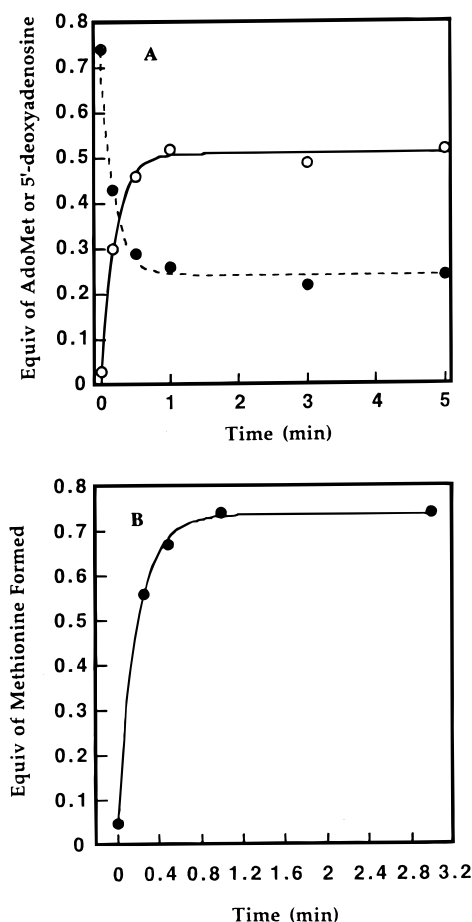 Equiv of AdoMet or 5'-deoxyadenosine
0.8
0.7
0.6
0.5
0.4
0.3
0.2
0.1
0
A
0 1 2 3 4 5
Time (min)
Equiv of Methionine Formed
0.8
0.7
0.6
0.5
0.4
0.3
0.2
0.1
0
B
0 0.4 0.8 1.2 1.6 2 2.4 2.8 3.2
Time (min)